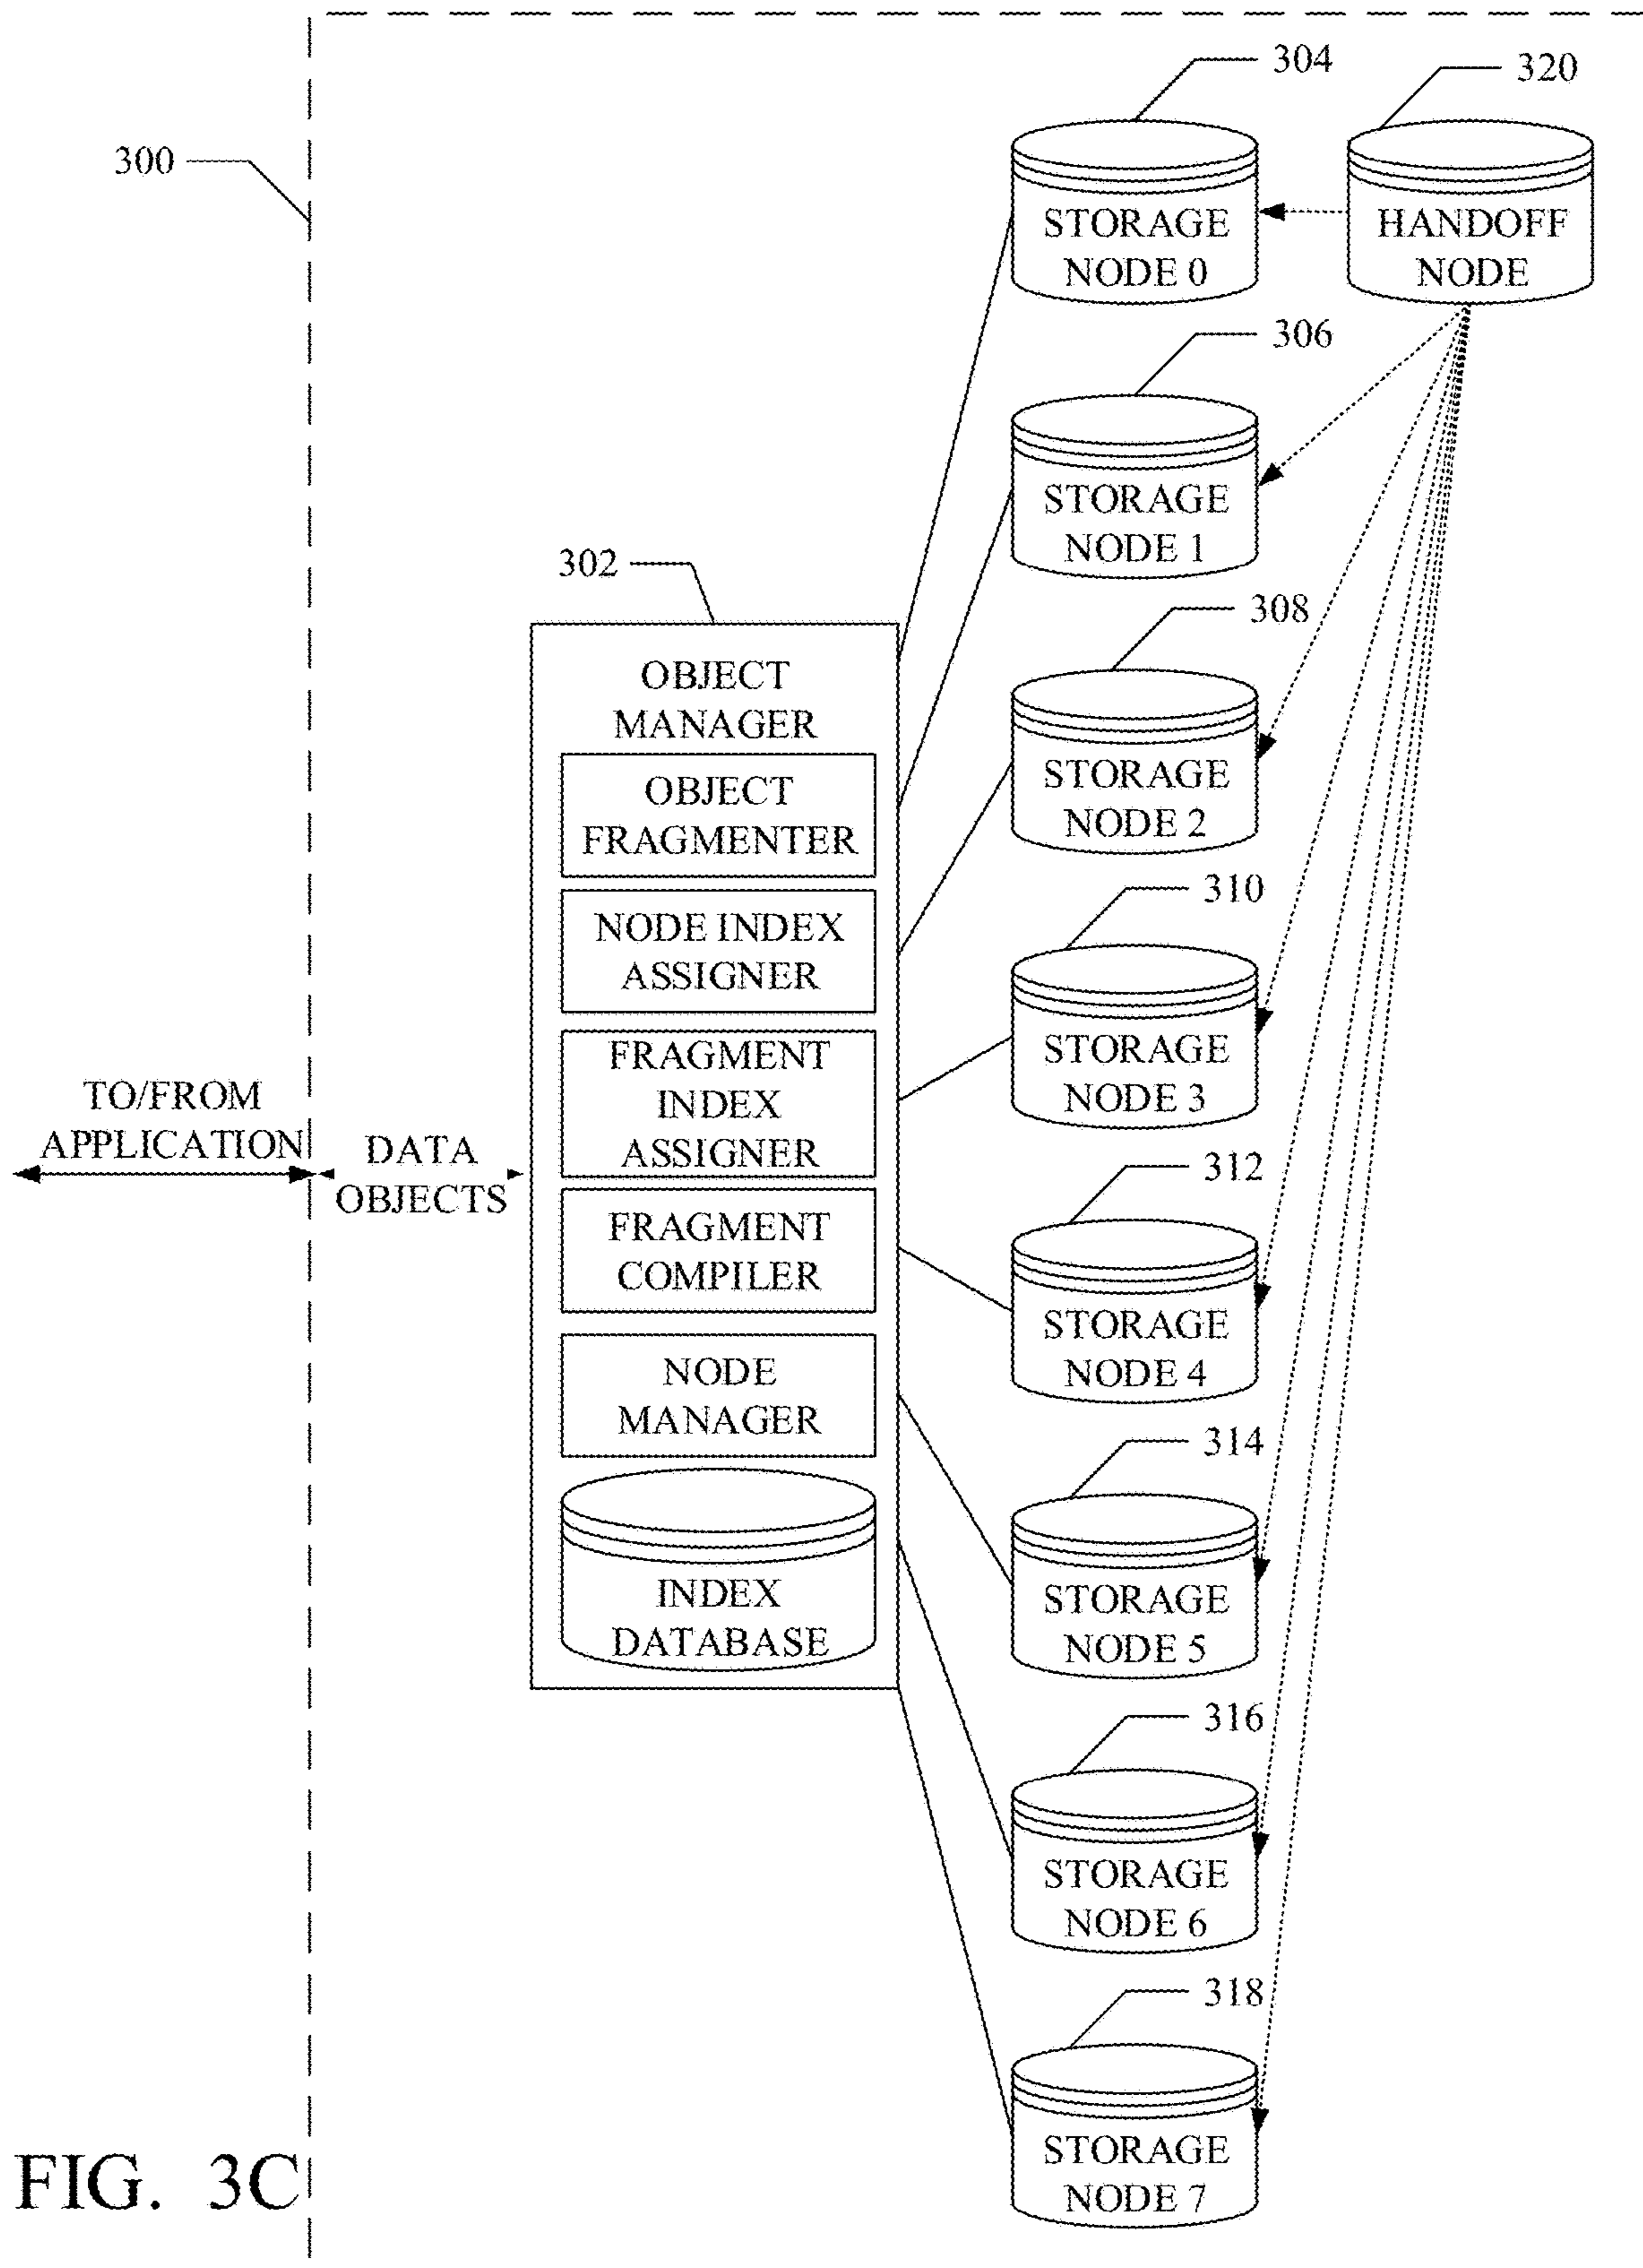 304
320
300
STORAGE
NODE 0
HANDOFF
NODE
306
STORAGE
NODE 1
302
308
OBJECT
MANAGER
OBJECT
FRAGMENTER
NODE INDEX
ASSIGNER
FRAGMENT
INDEX
ASSIGNER
FRAGMENT
COMPILER
NODE
MANAGER
INDEX
DATABASE
STORAGE
NODE 2
310
STORAGE
NODE 3
TO/FROM
APPLICATION
DATA
OBJECTS
312
STORAGE
NODE 4
314
STORAGE
NODE 5
316
STORAGE
NODE 6
318
STORAGE
NODE 7
FIG. 3C